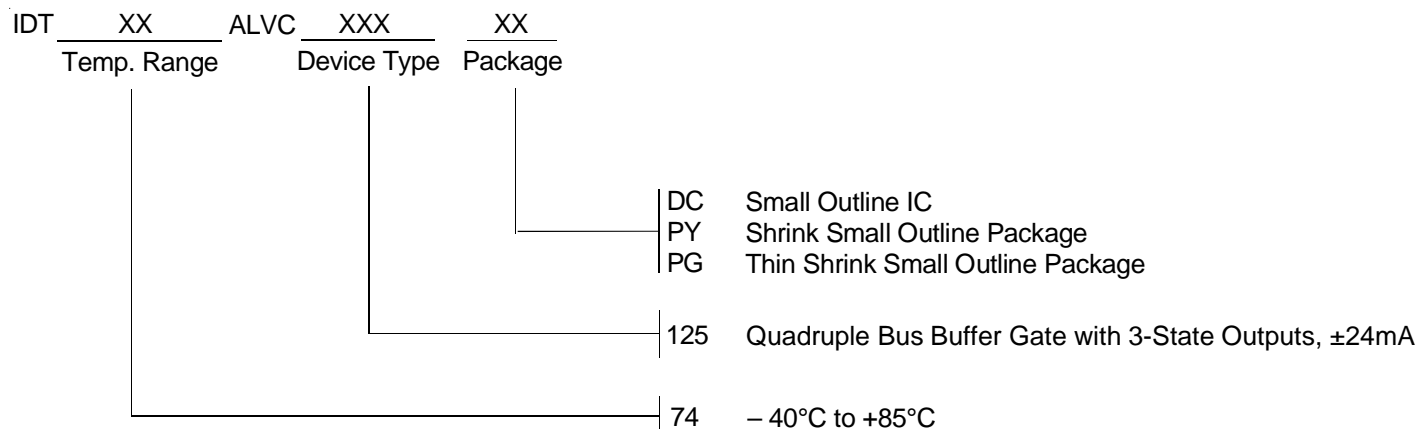 IDT XX ALVC XXX XX
Temp. Range Device Type Package
DC Small Outline IC
PY Shrink Small Outline Package
PG Thin Shrink Small Outline Package
125 Quadruple Bus Buffer Gate with 3-State Outputs, ±24mA
74 – 40°C to +85°C